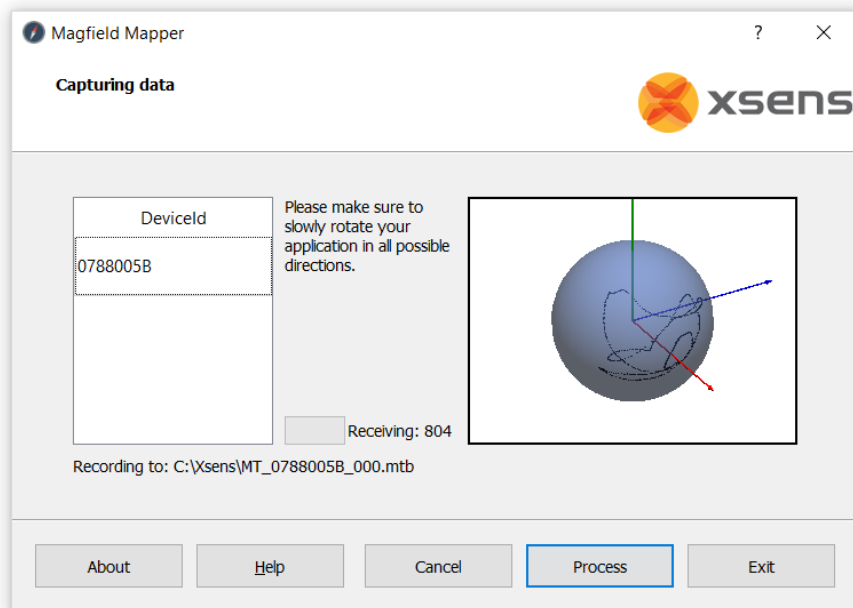 Magfield Mapper
?
Capturing data
xsens
DeviceId
0788005B
Please make sure to
slowly rotate your
application in all possible
directions.
Receiving: 804
Recording to: C:\Xsens\MT_0788005B_000.mtb
About
Help
Cancel
Process
Exit